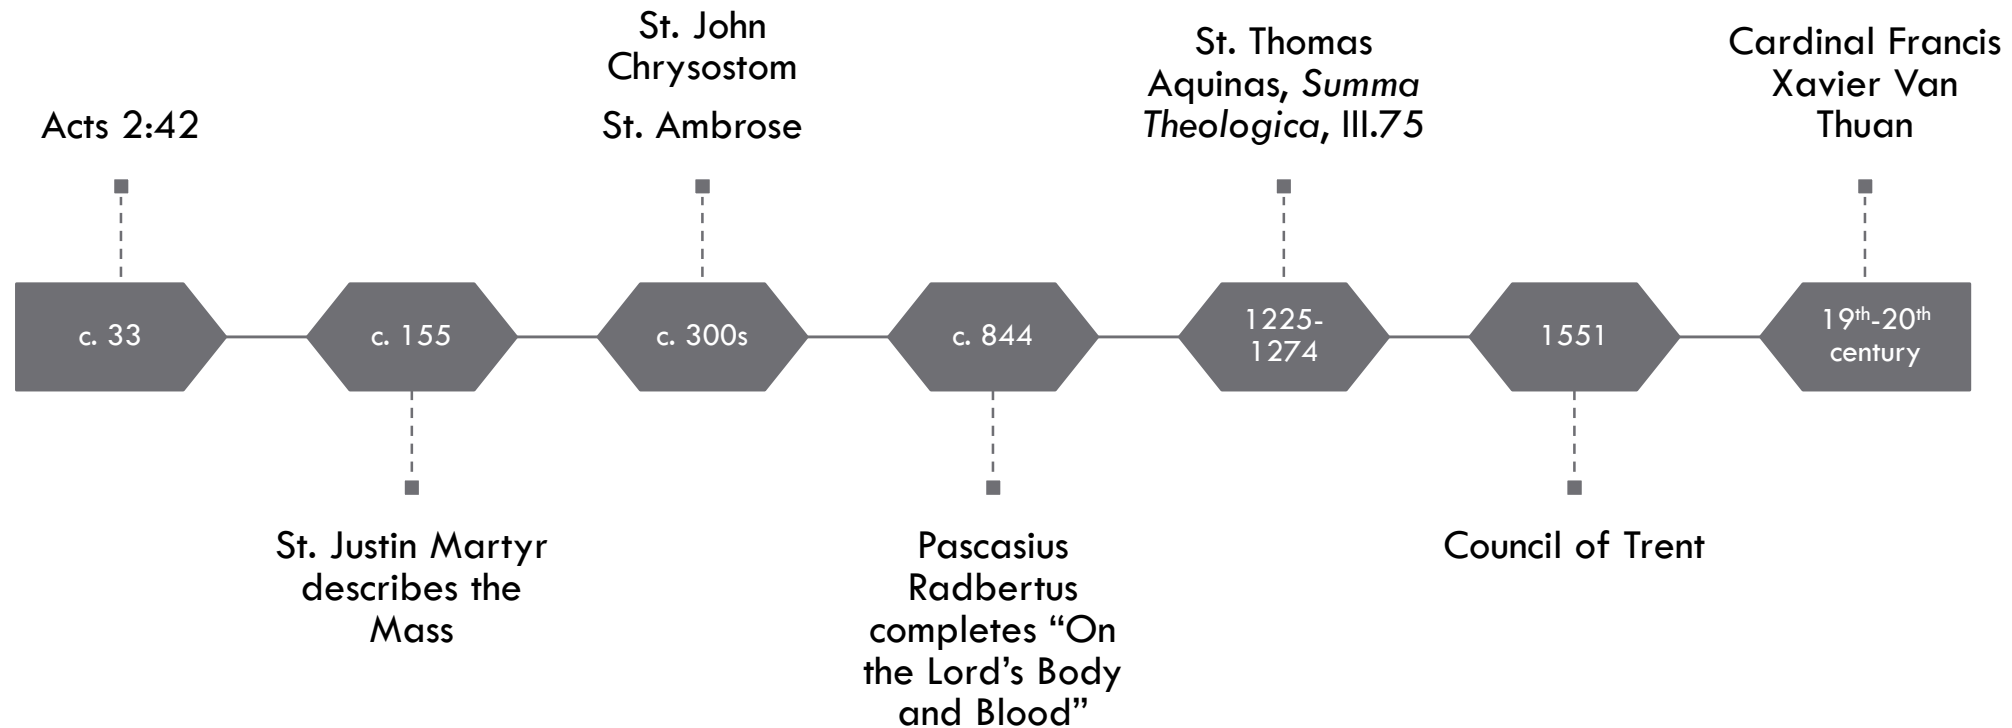 Acts 2:42
St. John
Chrysostom
St. Ambrose
St. Thomas
Aquinas, Summa
Theologica, III.75
Cardinal Francis
Xavier Van
Thuan
c. 33
c. 155
c. 300s
c. 844
1225-
1274
1551
19th-20th
century
St. Justin Martyr
describes the
Mass
Pascasius
Radbertus
completes “On
the Lord’s Body
and Blood”
Council of Trent